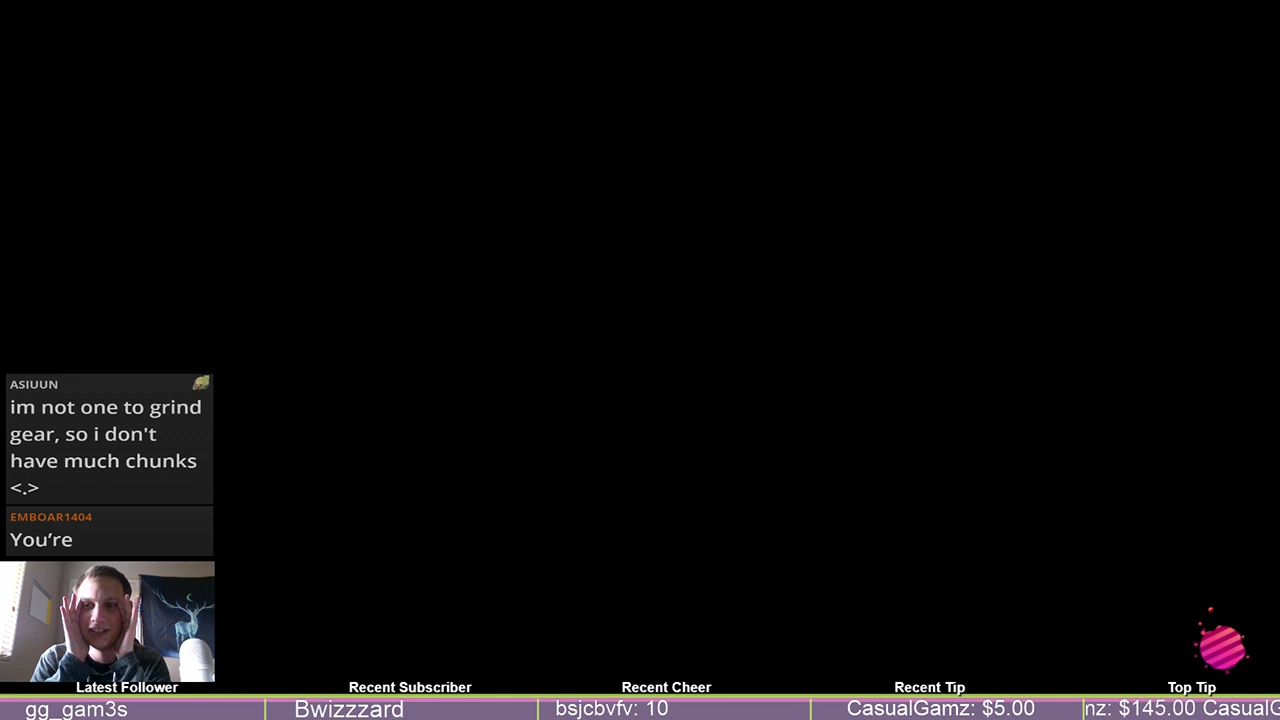 ASIUUN
im not one to grind
gear, so i don't
have much chunks
<.>
EMBOAR1404
You’re
Latest Follower
Recent Subscriber
Recent Cheer
Recent Tip
Top Tip
gg_gam3s
Bwizzzard
bsjcbvfv: 10
CasualGamz: $5.00
nz: $145.00 CasualG